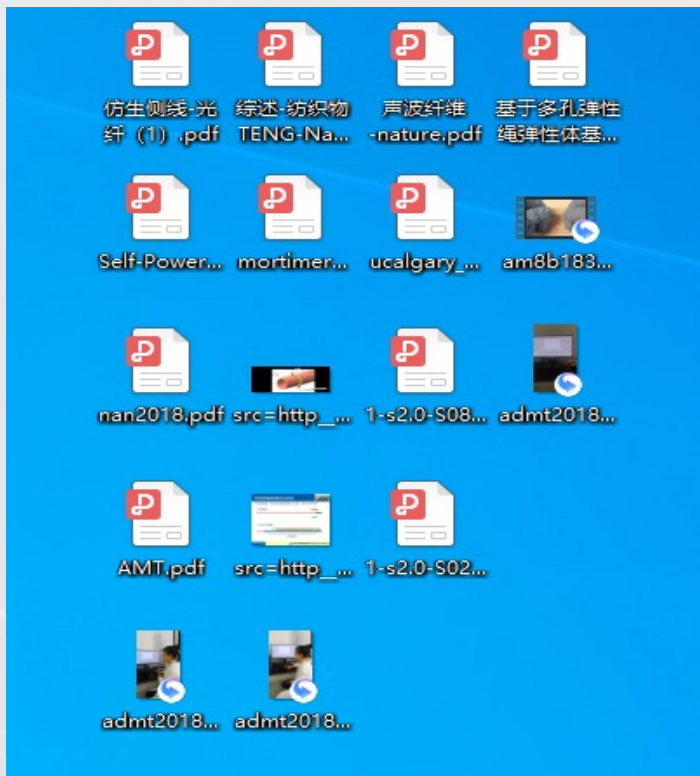 仿生侧线-光
纤（1）.pdf
综述-纺织物
TENG-Na...
声波纤维
-nature.pdf
基于多孔弹性
绳弹性体基...
Self-Power...
mortimer...
ucalgary_...
am8b183...
nan2018.pdf
src=http__...
1-s2.0-S08...
admt2018...
AMT.pdf
src=http__...
1-s2.0-S02...
admt2018...
admt2018...